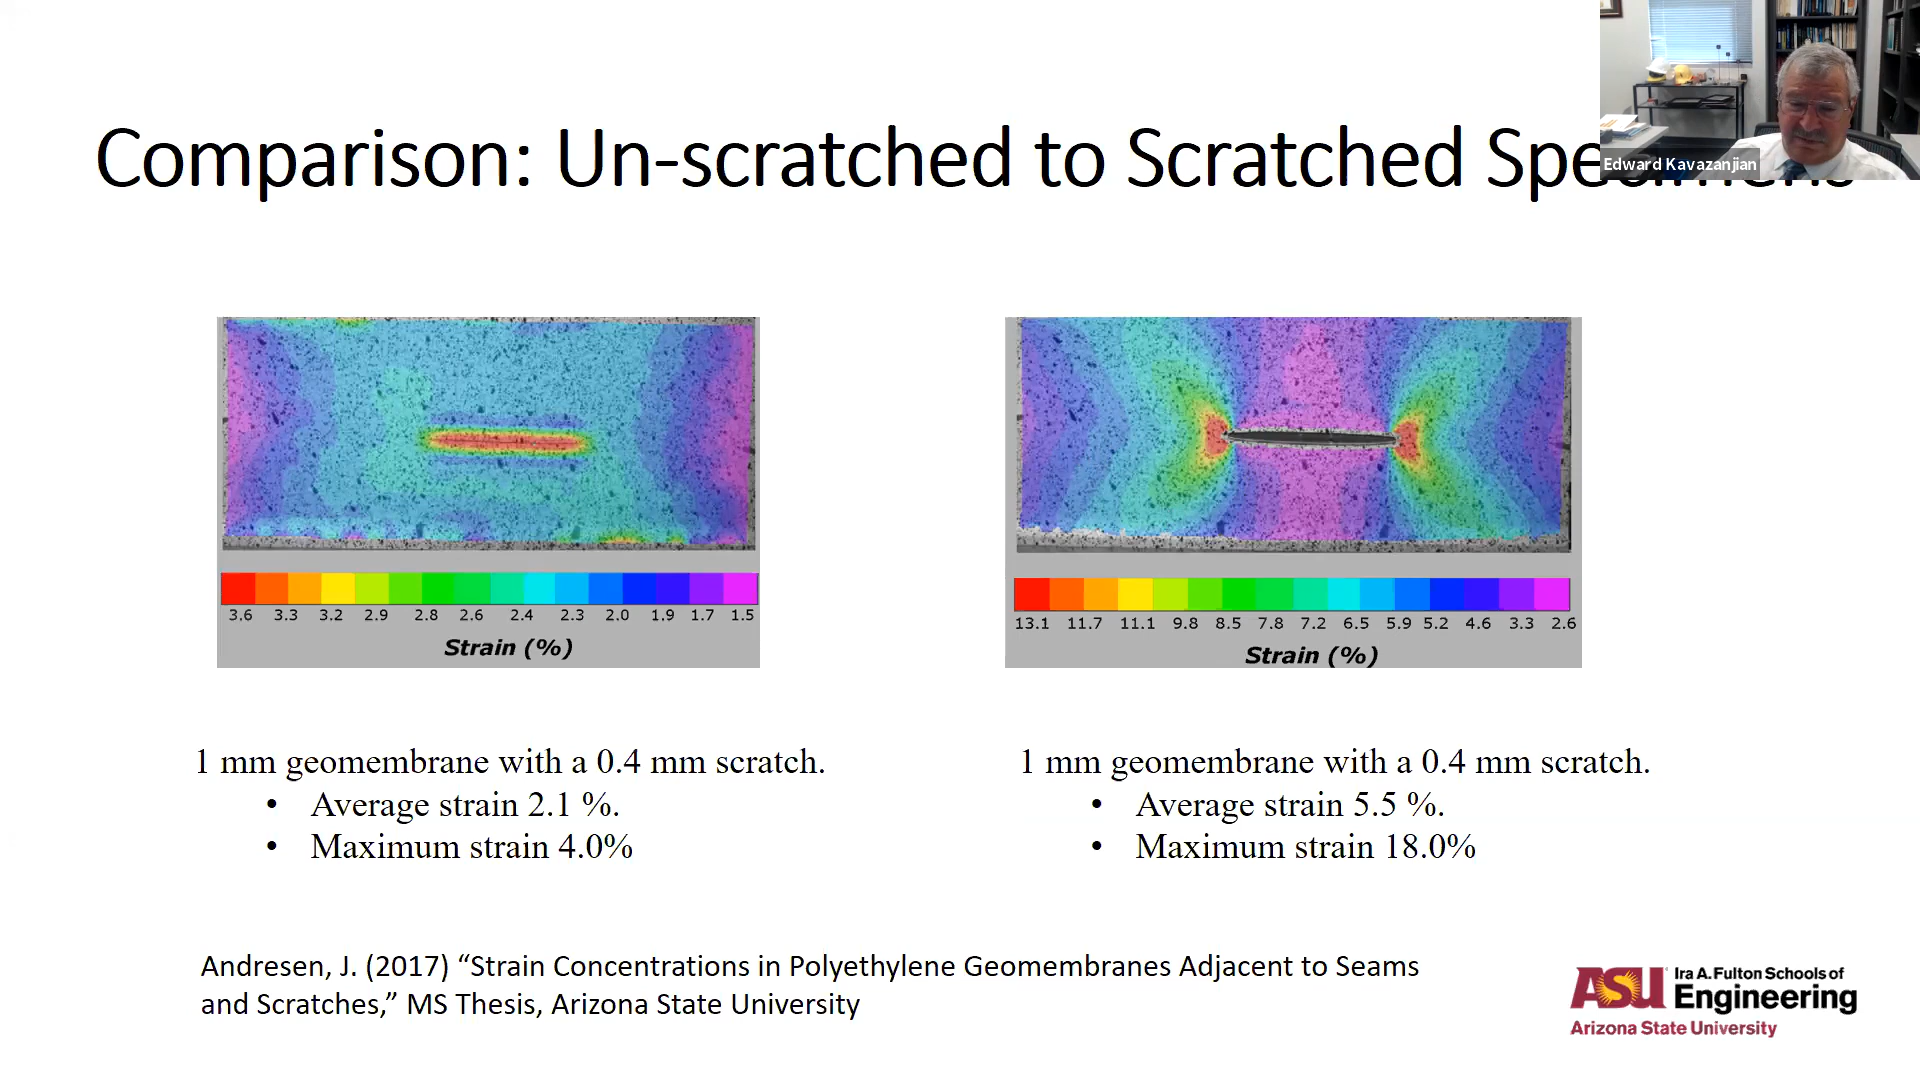 Comparison: Un-scratched to Scratched
Edward Kavazanjian
3.6 3.3 3.2 2.9 2.8 2.6 2.4 2.3 2.0 1.9 1.7 1.5
Strain (%)
13.1 11.7 11.1 9.8 8.5 7.8 7.2 6.5 5.9 5.2 4.6 3.3 2.6
Strain (%)
1 mm geomembrane with a 0.4 mm scratch.
• Average strain 2.1 %.
• Maximum strain 4.0%
1 mm geomembrane with a 0.4 mm scratch.
• Average strain 5.5 %.
• Maximum strain 18.0%
Andresen, J. (2017) “Strain Concentrations in Polyethylene Geomembranes Adjacent to Seams
and Scratches,” MS Thesis, Arizona State University
ASU Ira A. Fulton Schools of
Engineering
Arizona State University